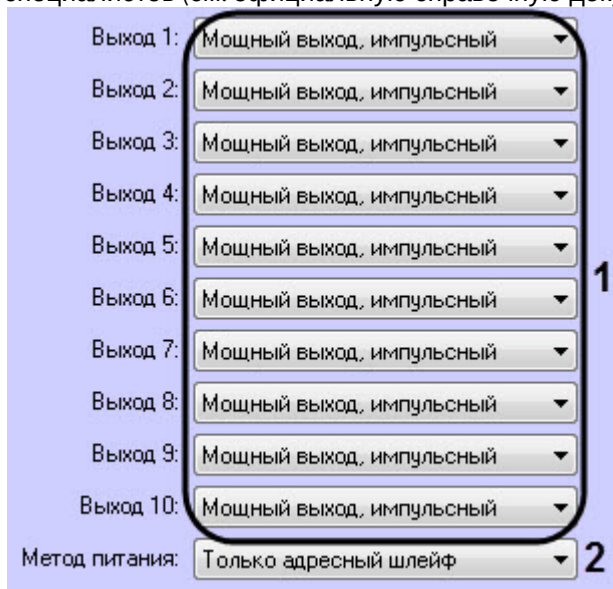 Выход 1: Мощный выход, импульсный
Выход 2: Мощный выход, импульсный
Выход 3: Мощный выход, импульсный
Выход 4: Мощный выход, импульсный
Выход 5: Мощный выход, импульсный
Выход 6: Мощный выход, импульсный
Выход 7: Мощный выход, импульсный
Выход 8: Мощный выход, импульсный
Выход 9: Мощный выход, импульсный
Выход 10: Мощный выход, импульсный
1
Метод питания: Только адресный шлейф 2